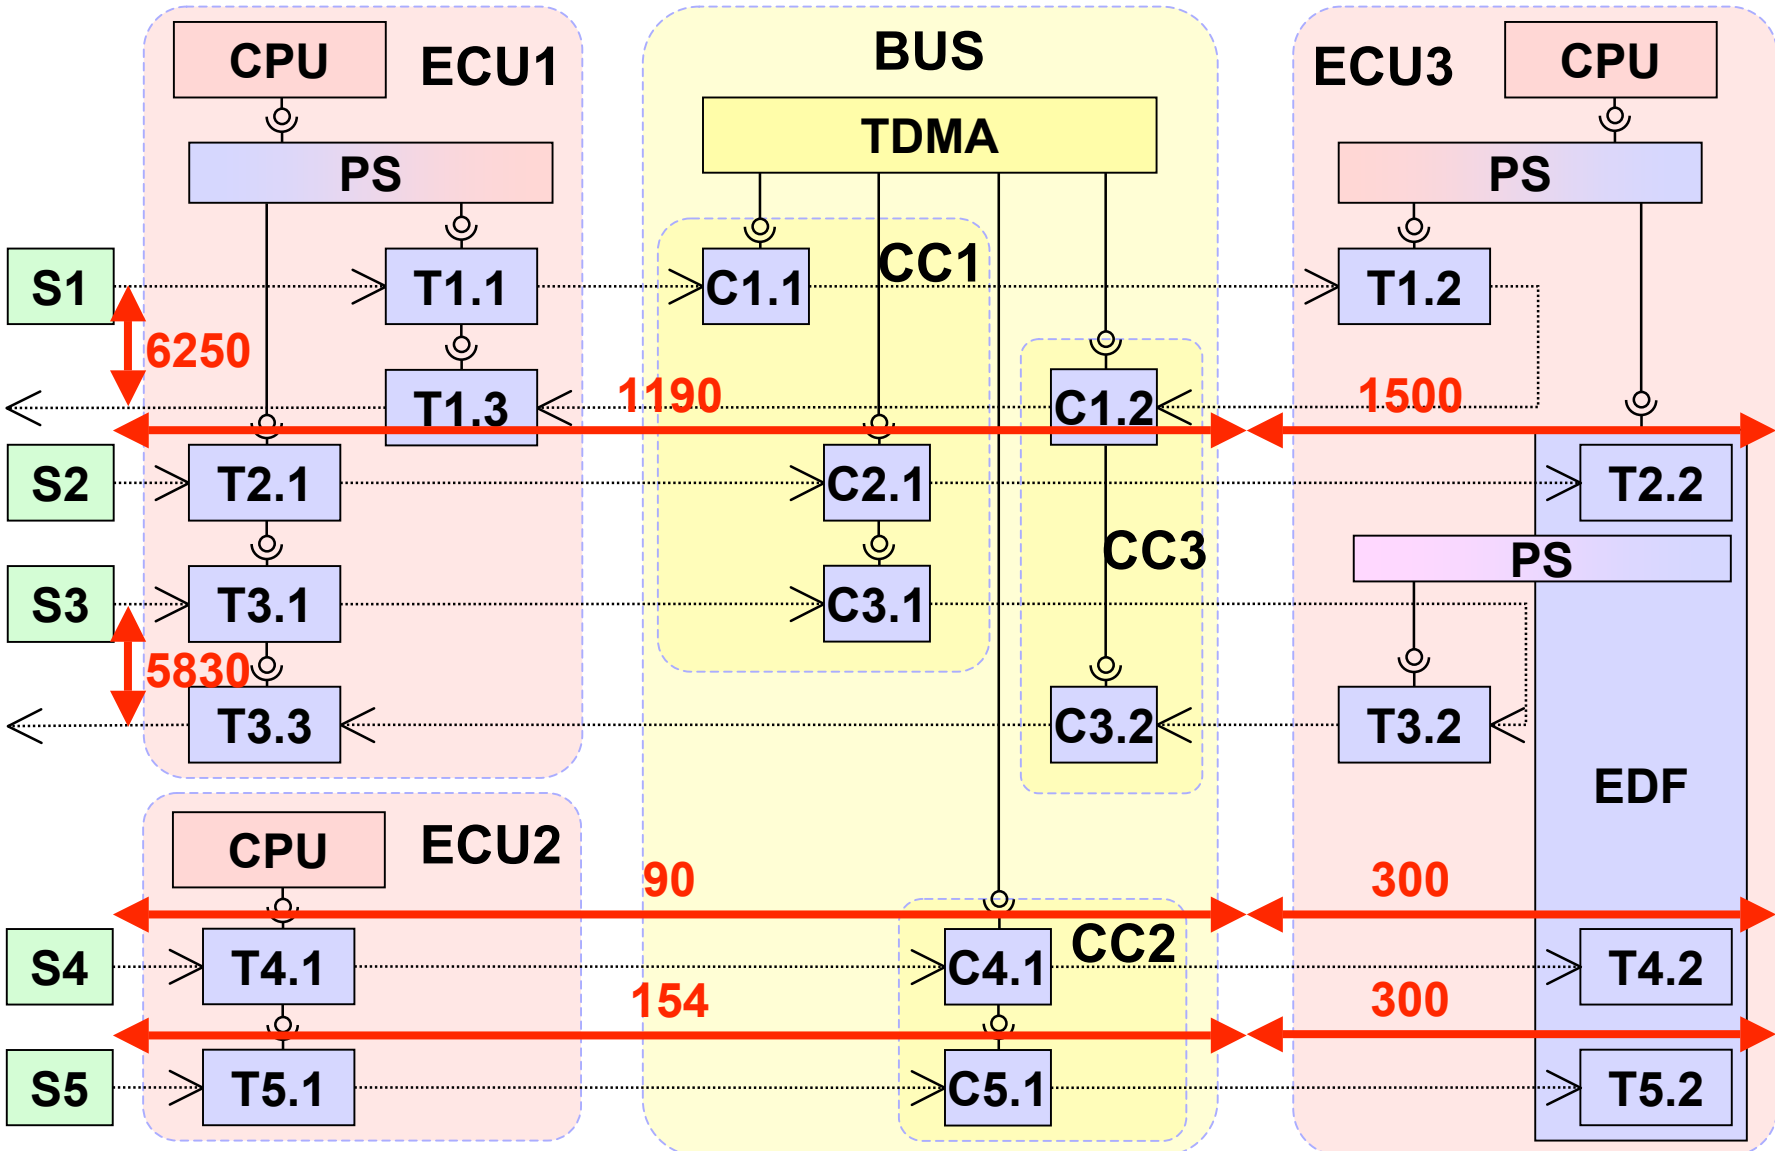 CPU
ECU1
BUS
ECU3
CPU
TDMA
PS
PS
S1
T1.1
C1.1
CC1
T1.2
6250
T1.3
1190
C1.2
1500
S2
T2.1
C2.1
T2.2
CC3
PS
S3
T3.1
C3.1
5830
T3.3
C3.2
T3.2
EDF
CPU
ECU2
90
300
S4
T4.1
C4.1
CC2
T4.2
154
300
S5
T5.1
C5.1
T5.2